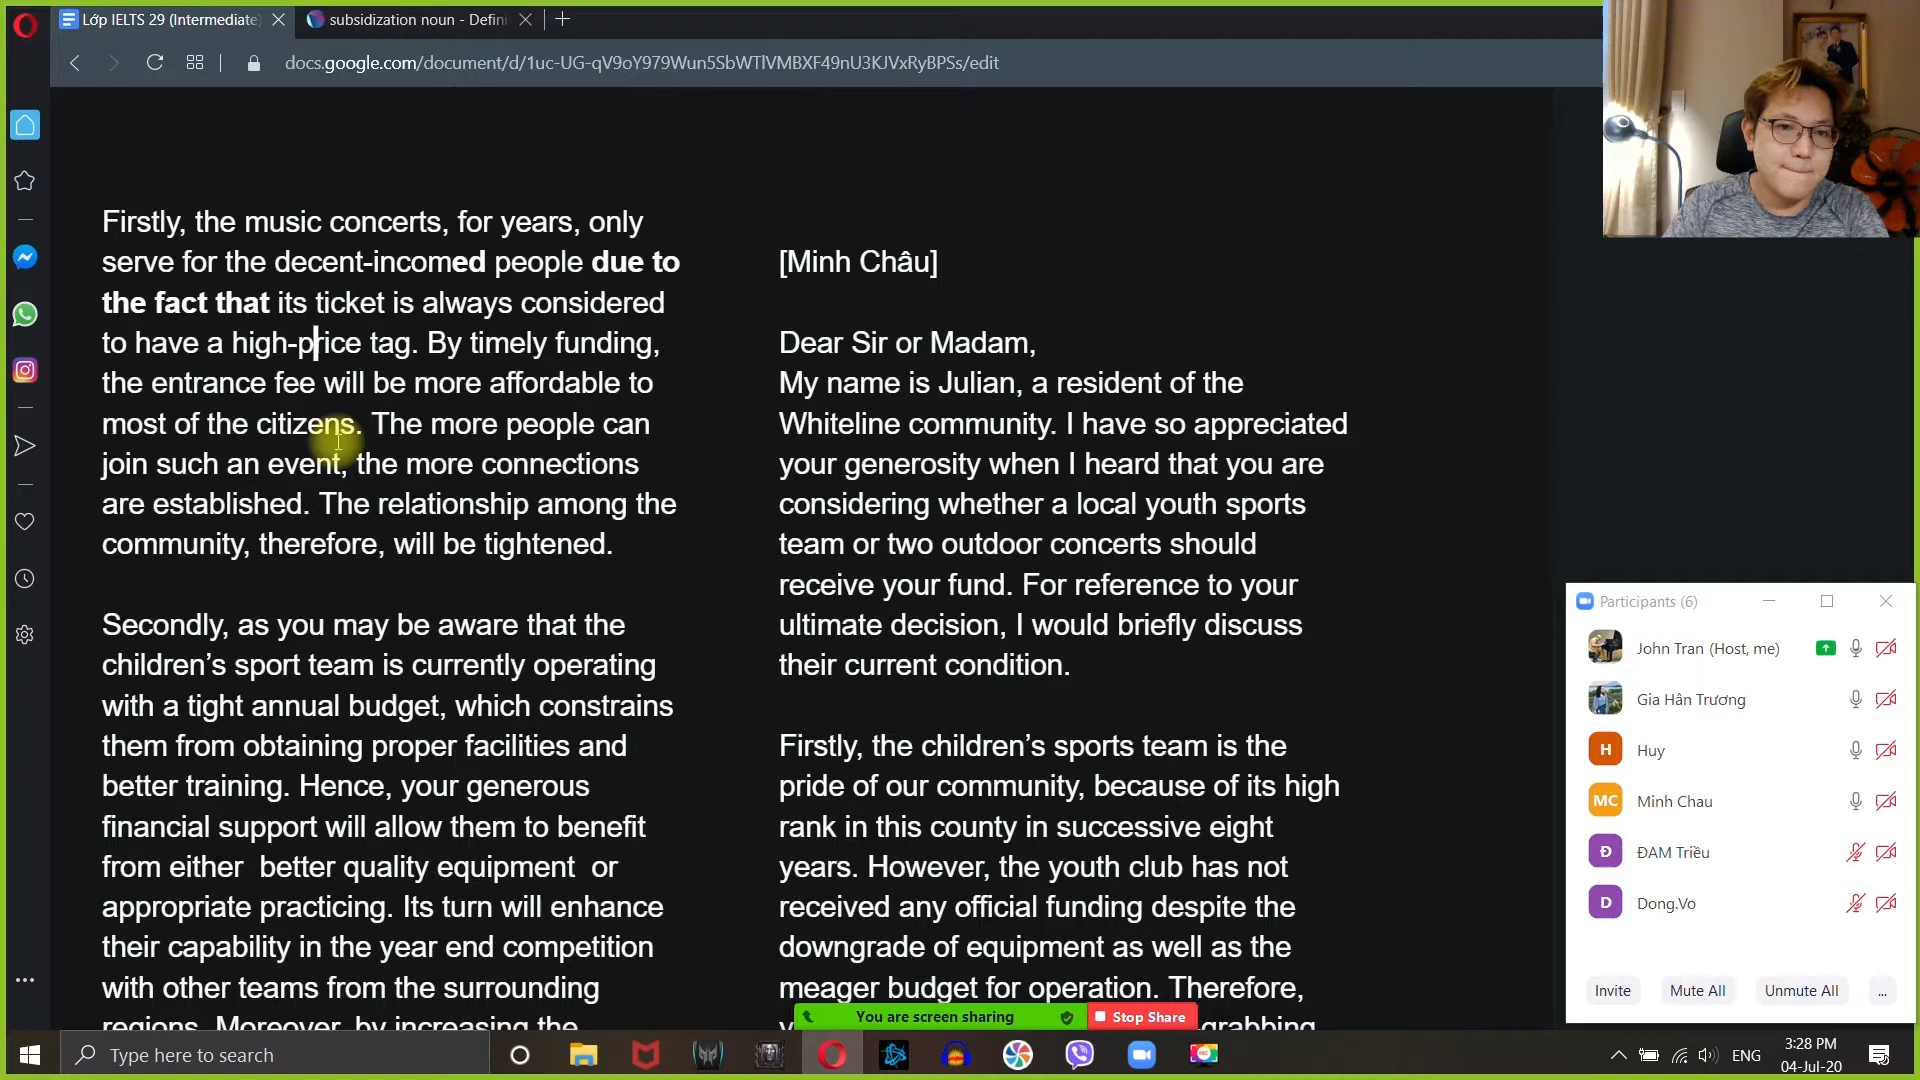 Lớp IELTS 29 (Intermediate)
subsidization noun - Defini
docs.google.com/document/d/1uc-UG-qV9oY979Wun5SbWTlVMBXF49nU3KJVxRyBPSs/edit
Firstly, the music concerts, for years, only
serve for the decent-incomed people due to
the fact that its ticket is always considered
to have a high-price tag. By timely funding,
the entrance fee will be more affordable to
most of the citizens. The more people can
join such an event, the more connections
are established. The relationship among the
community, therefore, will be tightened.
Secondly, as you may be aware that the
children's sport team is currently operating
with a tight annual budget, which constrains
them from obtaining proper facilities and
better training. Hence, your generous
financial support will allow them to benefit
from either  better quality equipment  or
appropriate practicing. Its turn will enhance
their capability in the year end competition
with other teams from the surrounding
regions. Moreover, by increasing the
[Minh Châu]
Dear Sir or Madam,
My name is Julian, a resident of the
Whiteline community. I have so appreciated
your generosity when I heard that you are
considering whether a local youth sports
team or two outdoor concerts should
receive your fund. For reference to your
ultimate decision, I would briefly discuss
their current condition.
Firstly, the children's sports team is the
pride of our community, because of its high
rank in this county in successive eight
years. However, the youth club has not
received any official funding despite the
downgrade of equipment as well as the
meager budget for operation. Therefore,
grabbing
You are screen sharing
Stop Share
Participants (6)
John Tran (Host, me)
Gia Hân Trương
H
Huy
MC
Minh Chau
Đ
ĐAM Triều
D
Dong.Vo
Invite
Mute All
Unmute All
...
Type here to search
ENG
3:28 PM
04-Jul-20